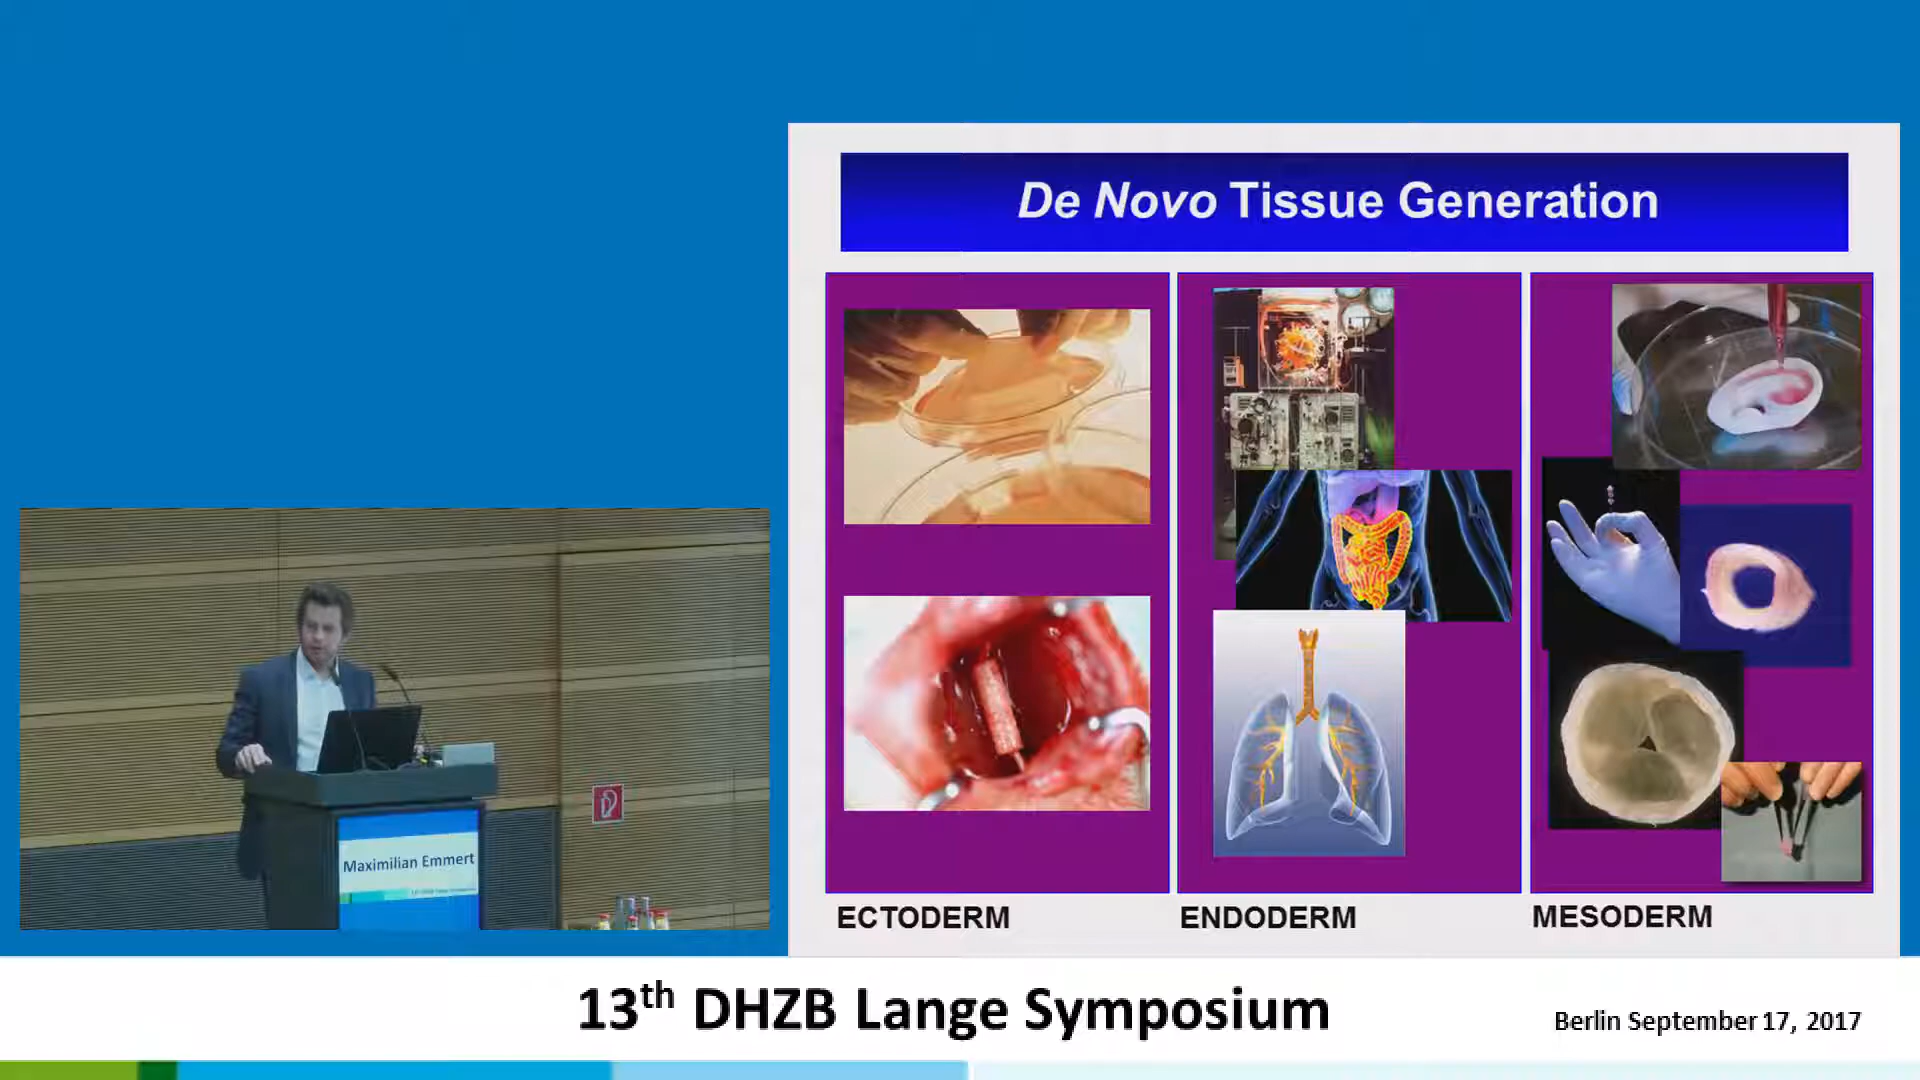 De Novo Tissue Generation
ECTODERM
ENDODERM
MESODERM
Maximilian Emmert
13th DHZB Lange Symposium
Berlin September 17, 2017